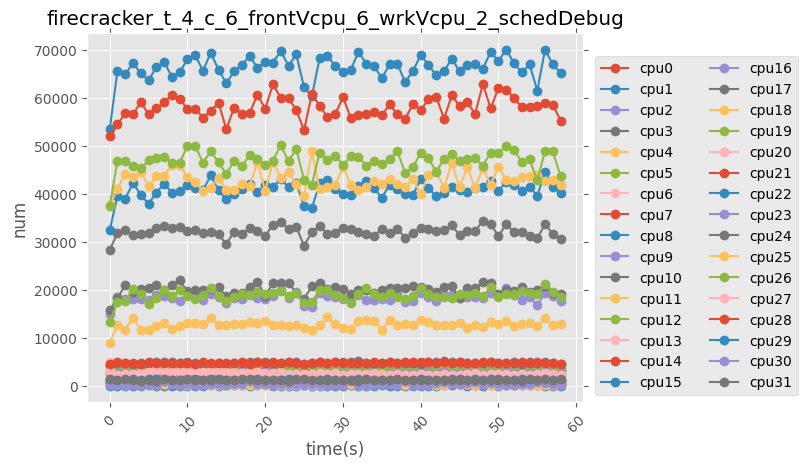 firecracker_t_4_c_6_frontVcpu_6_wrkVcpu_2_schedDebug
num
70000
60000
50000
40000
30000
20000
10000
0
0
10
20
30
40
50
60
time(s)
cpu0 cpu16
cpu1 cpu17
cpu2 cpu18
cpu3 cpu19
cpu4 cpu20
cpu5 cpu21
cpu6 cpu22
cpu7 cpu23
cpu8 cpu24
cpu9 cpu25
cpu10 cpu26
cpu11 cpu27
cpu12 cpu28
cpu13 cpu29
cpu14 cpu30
cpu15 cpu31